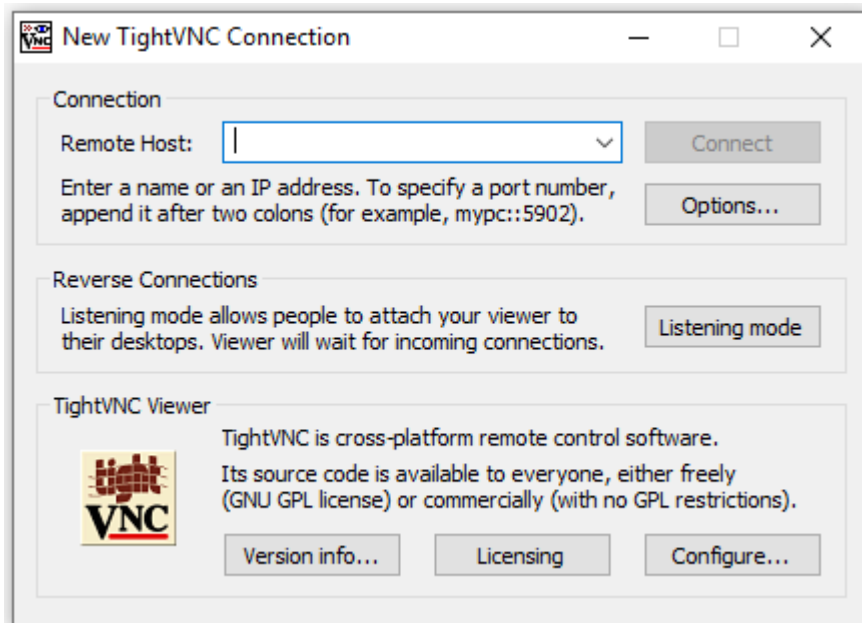 New TightVNC Connection
Connection
Remote Host:
Connect
Enter a name or an IP address. To specify a port number,
append it after two colons (for example, mypc::5902).
Options...
Reverse Connections
Listening mode allows people to attach your viewer to
their desktops. Viewer will wait for incoming connections.
Listening mode
TightVNC Viewer
TightVNC is cross-platform remote control software.
Its source code is available to everyone, either freely
(GNU GPL license) or commercially (with no GPL restrictions).
tight
VNC
Version info...
Licensing
Configure...